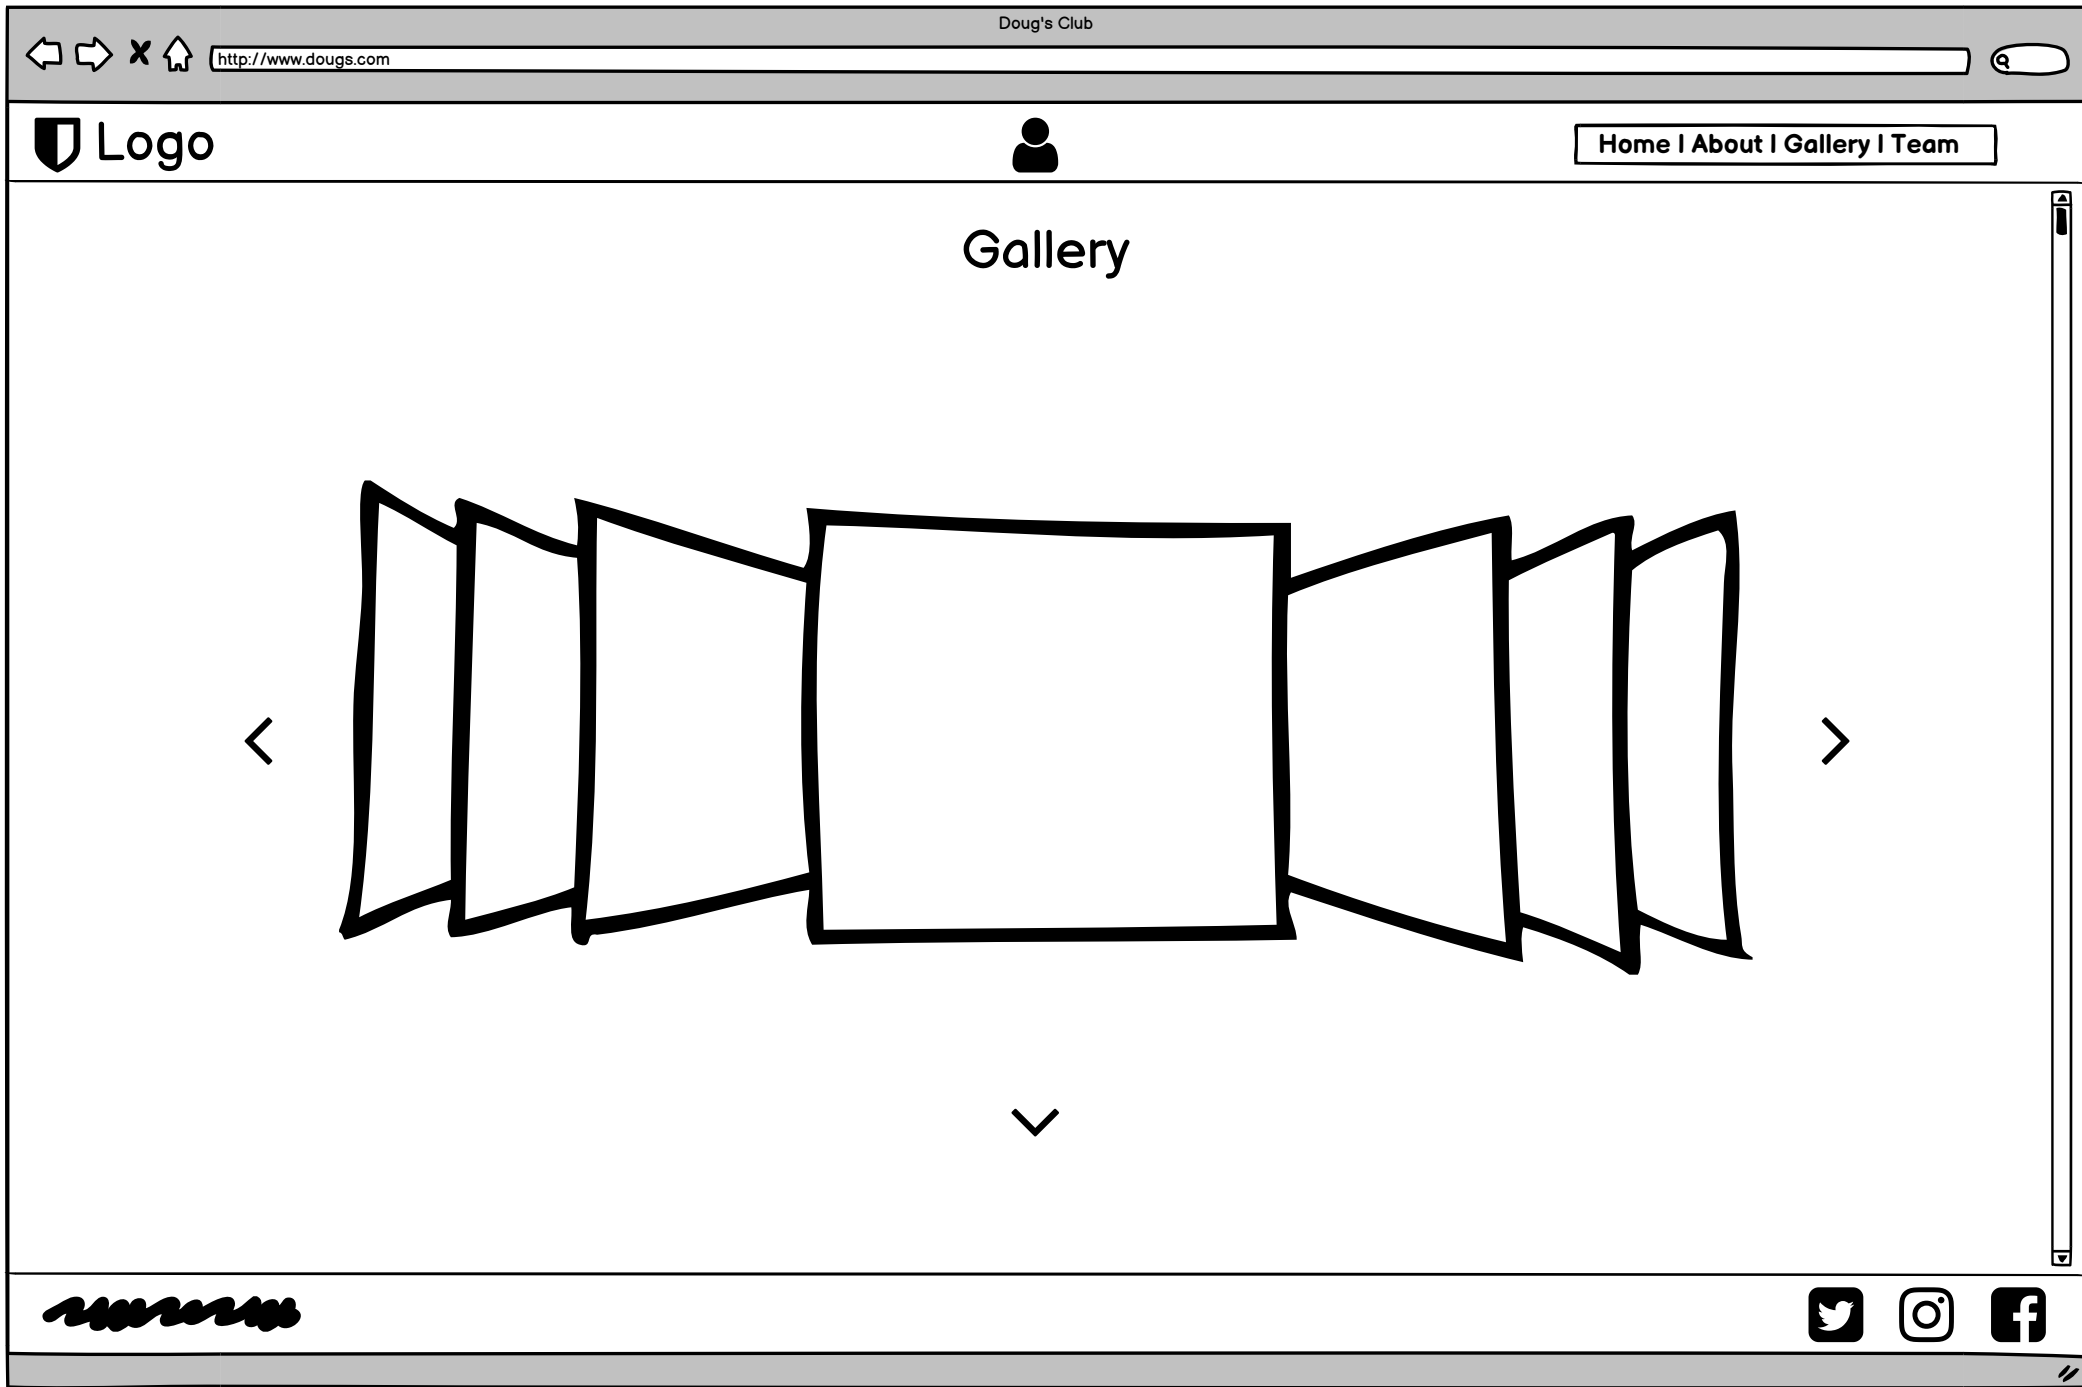 Doug's Club
http://www.dougs.com
Logo
Home | About | Gallery | Team
Gallery